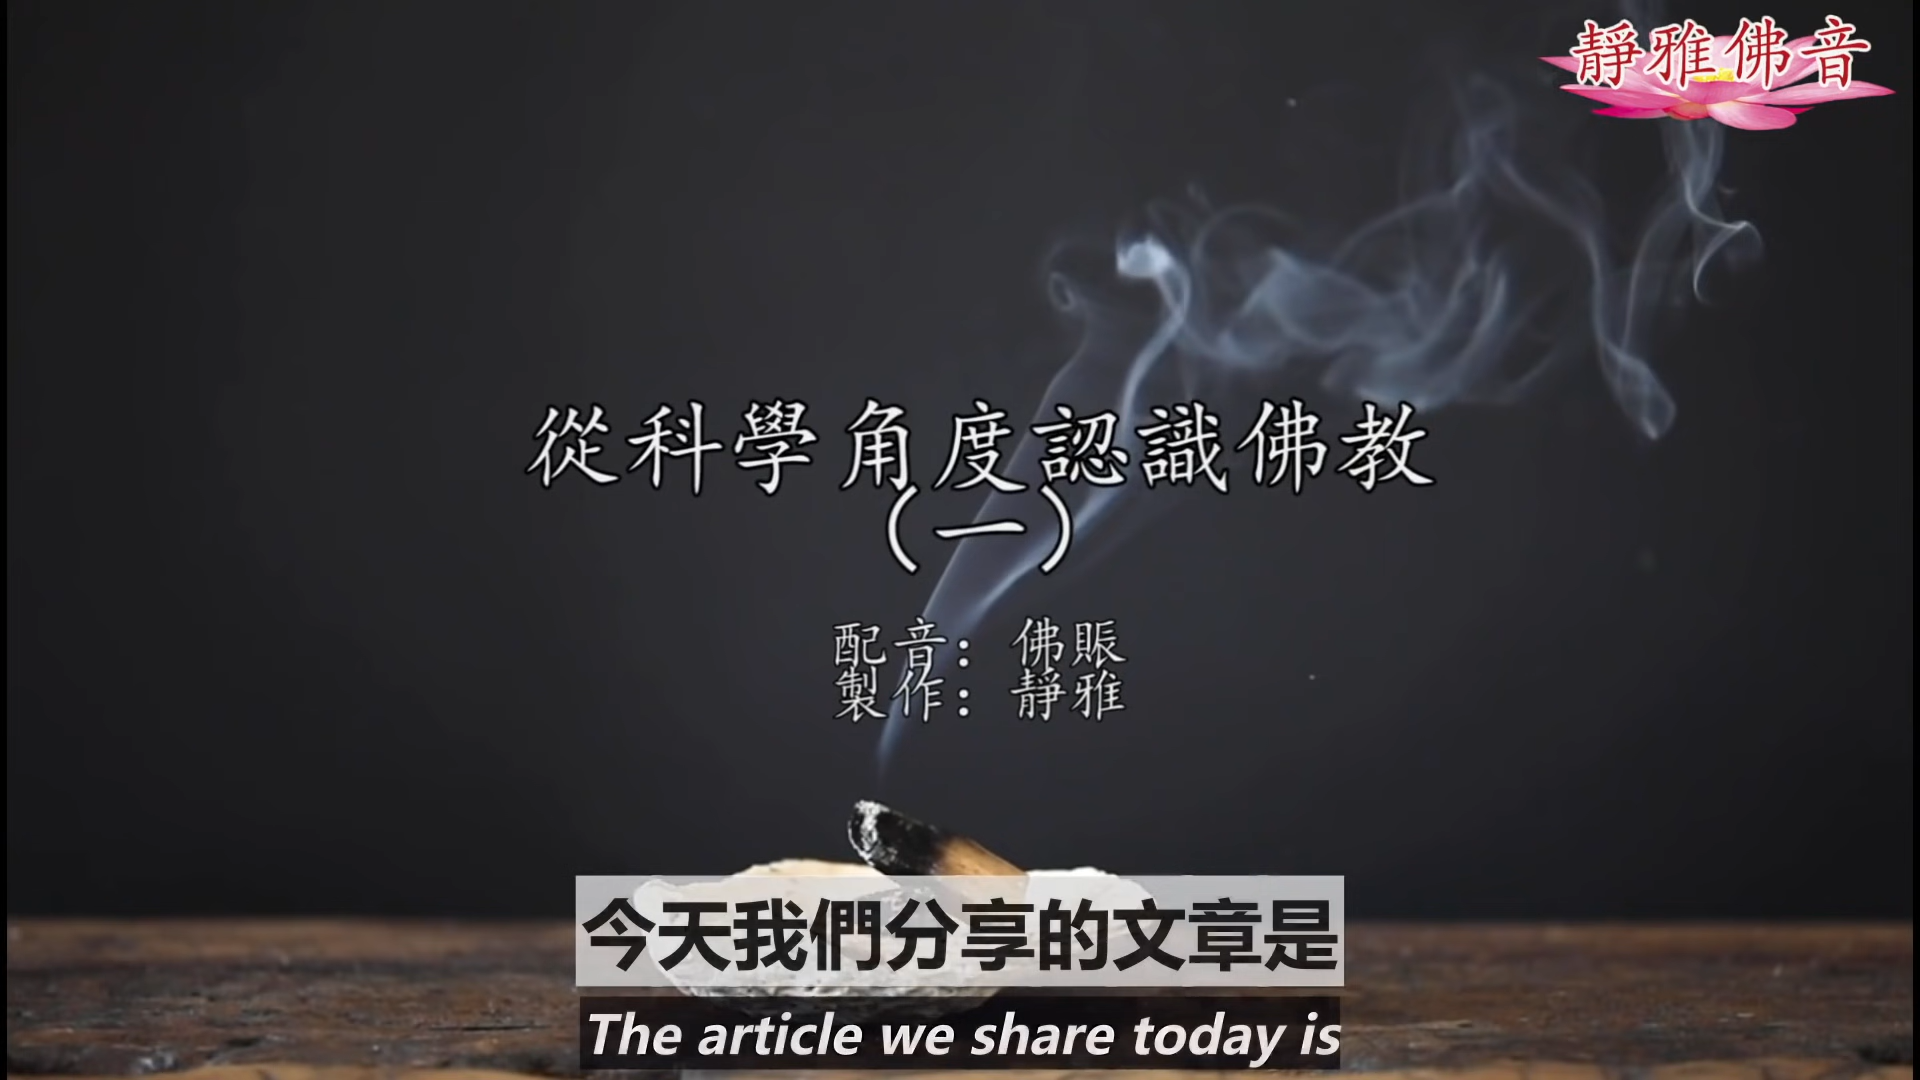 靜雅佛音
從科學角度認識佛教
（一）
配音：佛賬
製作：靜雅
今天我們分享的文章是
The article we share today is